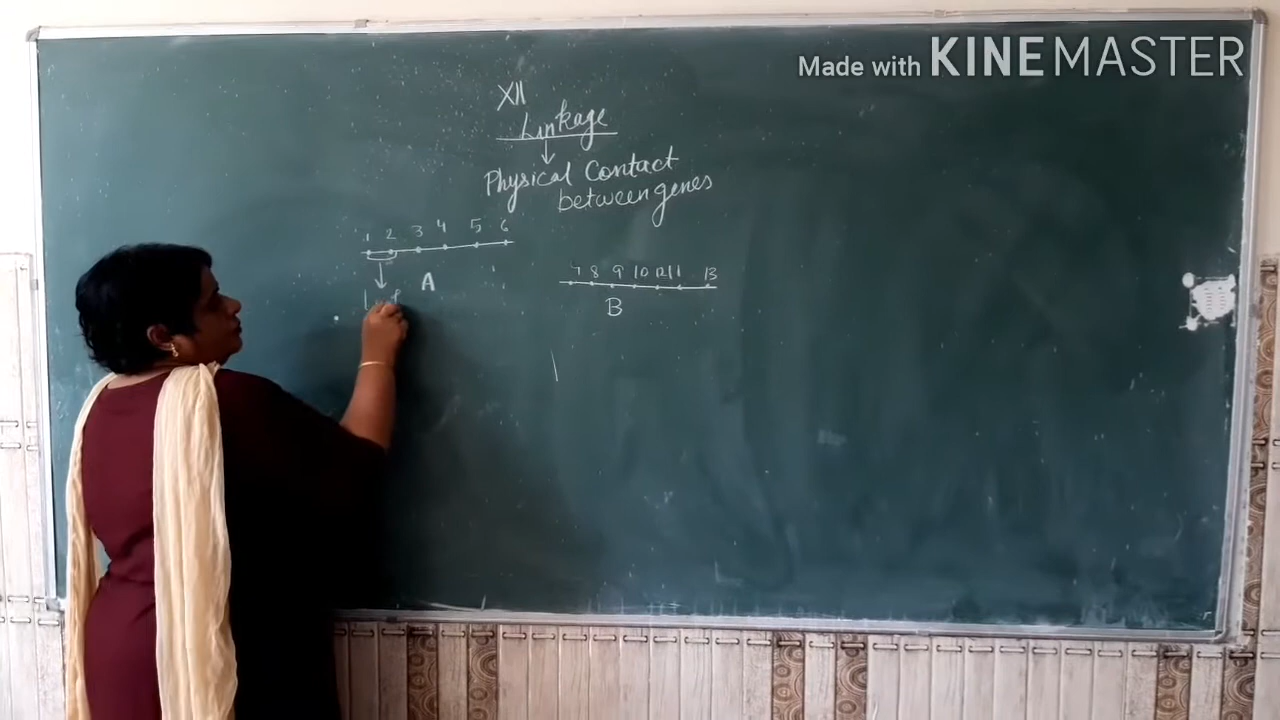 Made with KINEMASTER
XII
Linkage
Physical Contact
between genes
1 2 3 4 5 6
A
7 8 9 10 12 11 13
B